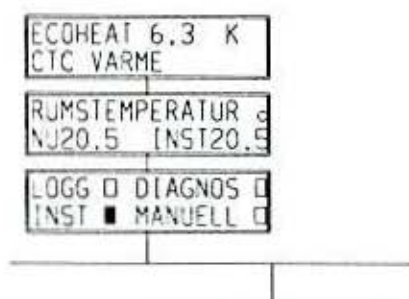 ECOHEAT 6.3 K
CTC VARME
RUMSTEMPERATUR
NU20.5 INST20.5
LOGG DIAGNOS
INST MANUELL